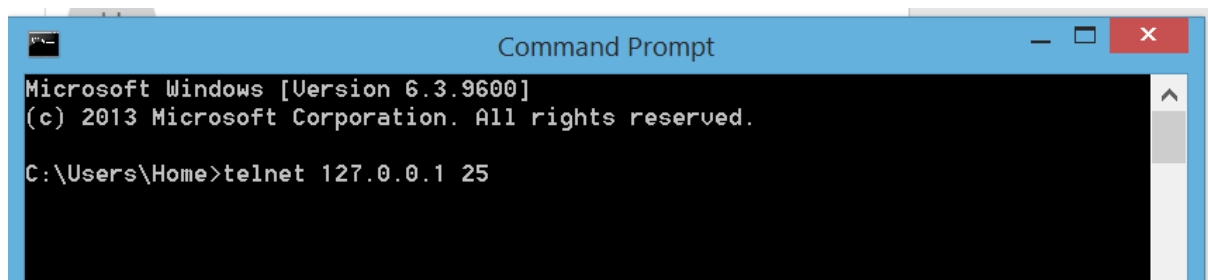 Command Prompt
Microsoft Windows [Version 6.3.9600]
(c) 2013 Microsoft Corporation. All rights reserved.
C:\Users\Home>telnet 127.0.0.1 25